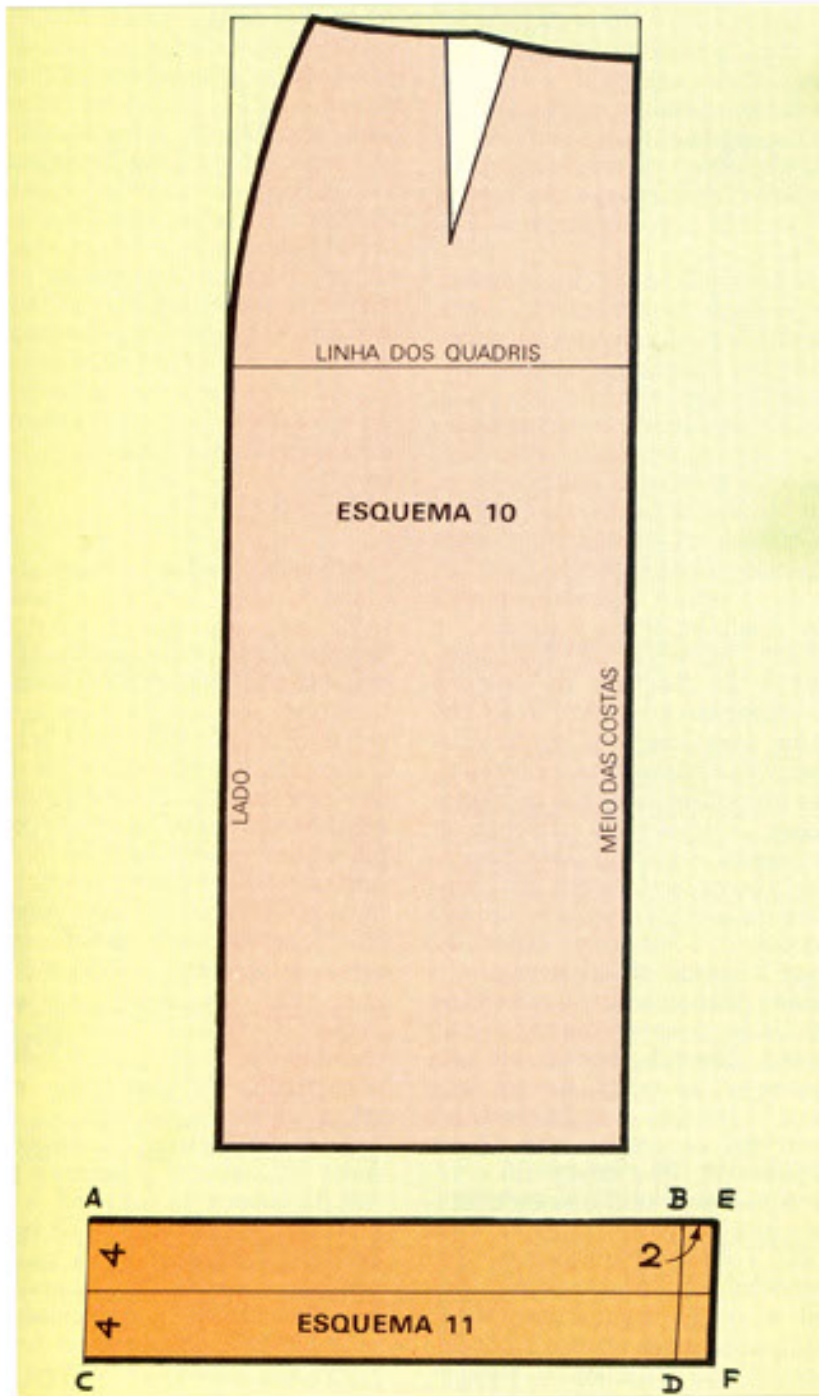 LINHA DOS QUADRIS
ESQUEMA 10
LADO
MEIO DAS COSTAS
A B E
4 2
4 ESQUEMA 11
C D F